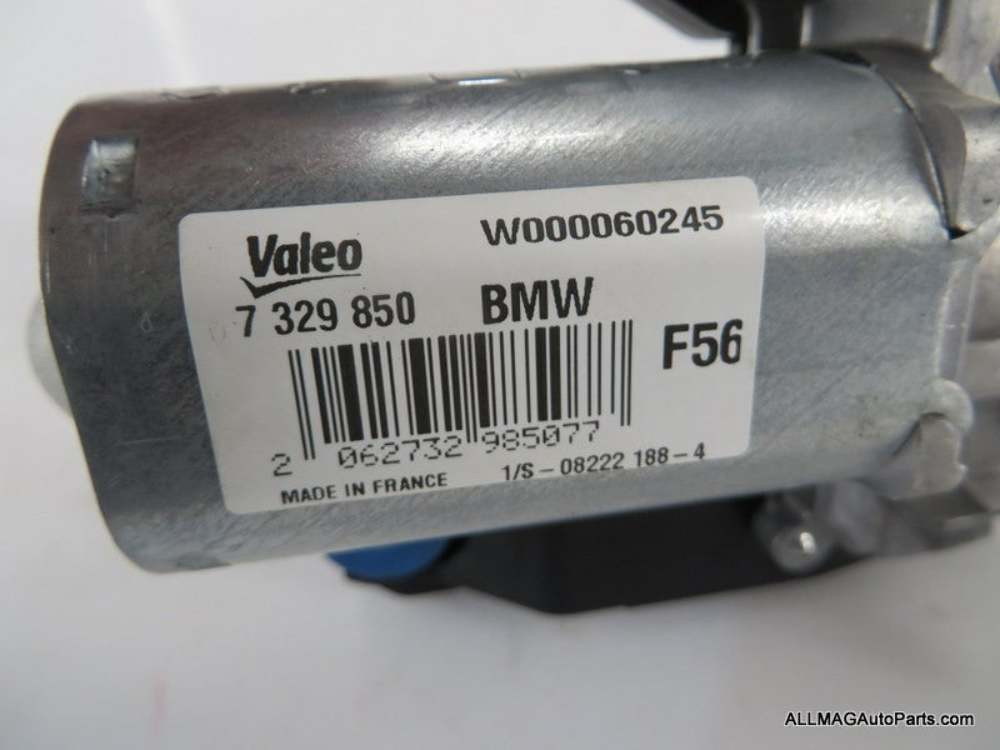 Valeo W000060245
7 329 850 BMW
F56
2 062732 985077
MADE IN FRANCE 1/S - 08222 188 - 4
ALLMAGAutoParts.com